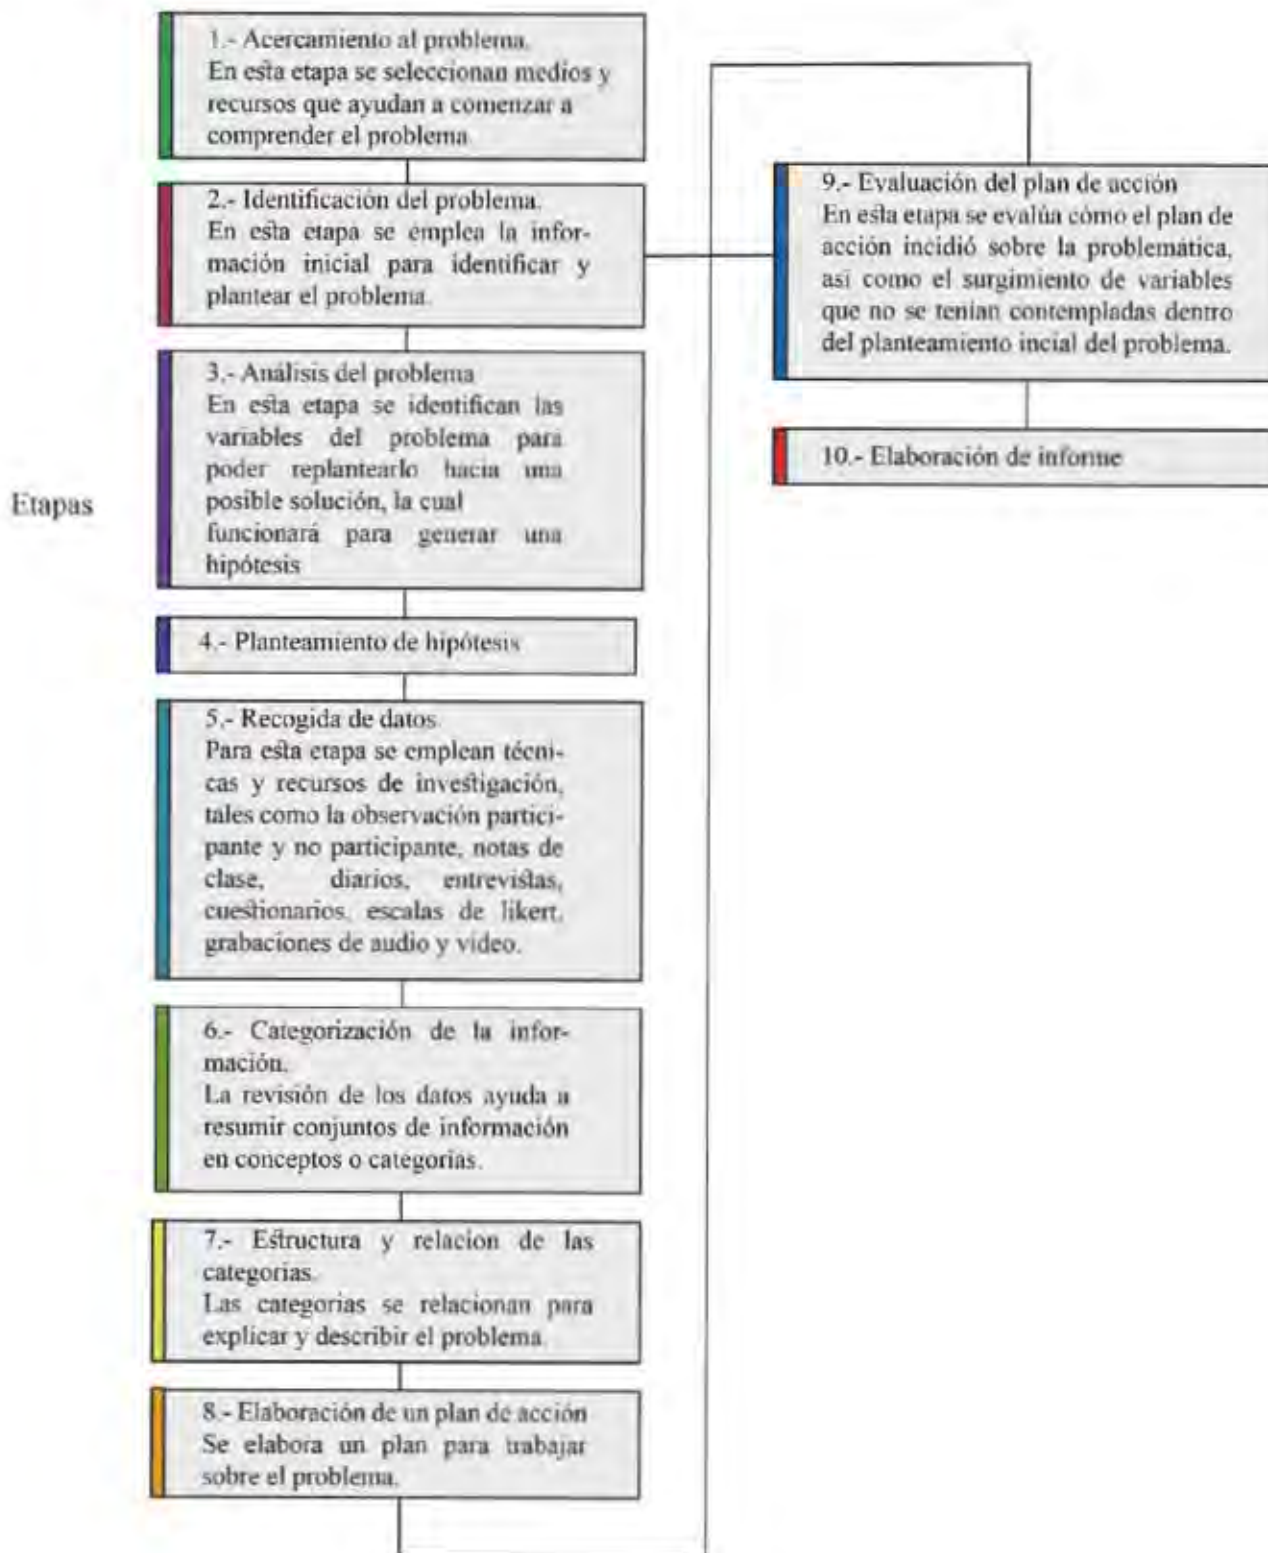 1.- Acercamiento al problema.
En esta etapa se seleccionan medios y
recursos que ayudan a comenzar a
comprender el problema
2.- Identificación del problema.
En esta etapa se emplea la infor-
mación inicial para identificar y
plantear el problema.
3.- Análisis del problema
En esta etapa se identifican las
variables del problema para
poder replantearlo hacia una
posible solución, la cual
funcionará para generar una
hipótesis
Etapas
4.- Planteamiento de hipótesis
5.- Recogida de datos
Para esta etapa se emplean técni-
cas y recursos de investigación,
tales como la observación partici-
pante y no participante, notas de
clase, diarios, entrevistas,
cuestionarios, escalas de likert,
grabaciones de audio y video.
6.- Categorización de la infor-
mación.
La revisión de los datos ayuda a
resumir conjuntos de información
en conceptos o categorias.
7.- Estructura y relacion de las
categorias.
Las categorias se relacionan para
explicar y describir el problema.
8.- Elaboración de un plan de acción
Se elabora un plan para trabajar
sobre el problema.
9.- Evaluación del plan de acción
En esta etapa se evalúa cómo el plan de
acción incidió sobre la problemática,
asi como el surgimiento de variables
que no se tenian contempladas dentro
del planteamiento incial del problema.
10.- Elaboración de informe